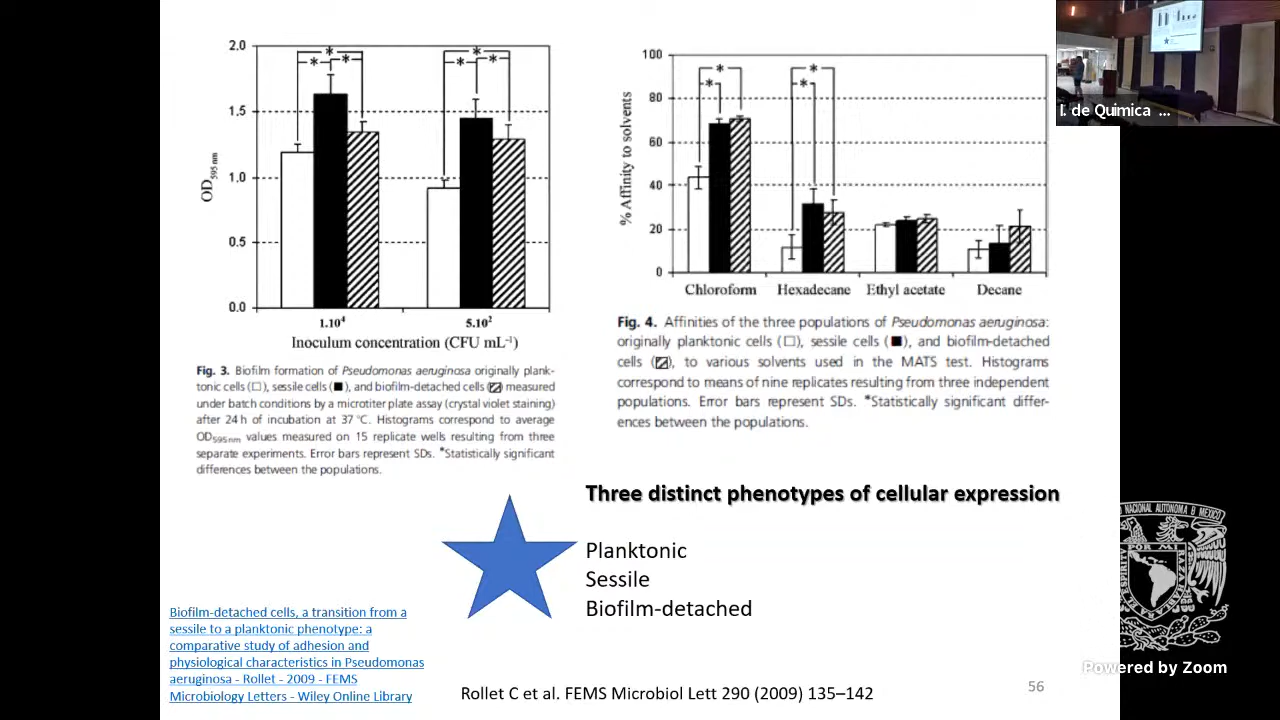 2.0
1.5
1.0
0.5
0.0
OD595 nm
1.10⁴
5.10²
Inoculum concentration (CFU mL⁻¹)
* * *
* * *
Fig. 3. Biofilm formation of Pseudomonas aeruginosa originally plank-
tonic cells (□), sessile cells (■), and biofilm-detached cells (▨) measured
under batch conditions by a microtiter plate assay (crystal violet staining)
after 24 h of incubation at 37 °C. Histograms correspond to average
OD595 nm values measured on 15 replicate wells resulting from three
separate experiments. Error bars represent SDs. *Statistically significant
differences between the populations.
100
80
60
40
20
0
% Affinity to solvents
* *
* *
Chloroform Hexadecane Ethyl acetate Decane
Fig. 4. Affinities of the three populations of Pseudomonas aeruginosa:
originally planktonic cells (□), sessile cells (■), and biofilm-detached
cells (▨), to various solvents used in the MATS test. Histograms
correspond to means of nine replicates resulting from three independent
populations. Error bars represent SDs. *Statistically significant differ-
ences between the populations.
Three distinct phenotypes of cellular expression
Planktonic
Sessile
Biofilm-detached
Biofilm-detached cells, a transition from a
sessile to a planktonic phenotype: a
comparative study of adhesion and
physiological characteristics in Pseudomonas
aeruginosa - Rollet - 2009 - FEMS
Microbiology Letters - Wiley Online Library
Rollet C et al. FEMS Microbiol Lett 290 (2009) 135–142
56
I. de Quimica ...
Powered by Zoom